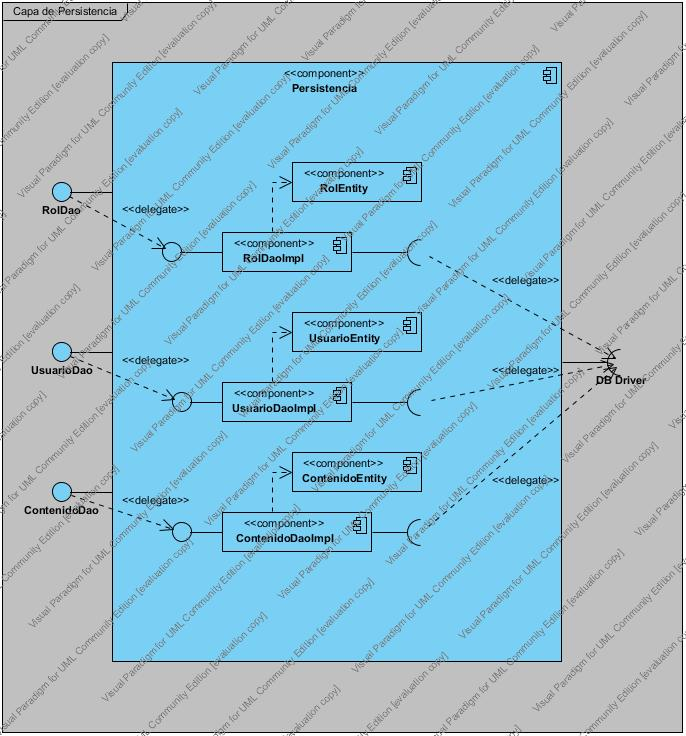 Capa de Persistencia
<<component>>
Persistencia
<<component>>
RolEntity
RolDao
<<delegate>>
<<component>>
RolDaoImpl
<<delegate>>
<<component>>
UsuarioEntity
UsuarioDao
<<delegate>>
<<component>>
UsuarioDaoImpl
<<delegate>>
DB Driver
<<component>>
ContenidoEntity
ContenidoDao
<<delegate>>
<<delegate>>
<<component>>
ContenidoDaoImpl
Visual Paradigm for UML Community Edition [evaluation copy]